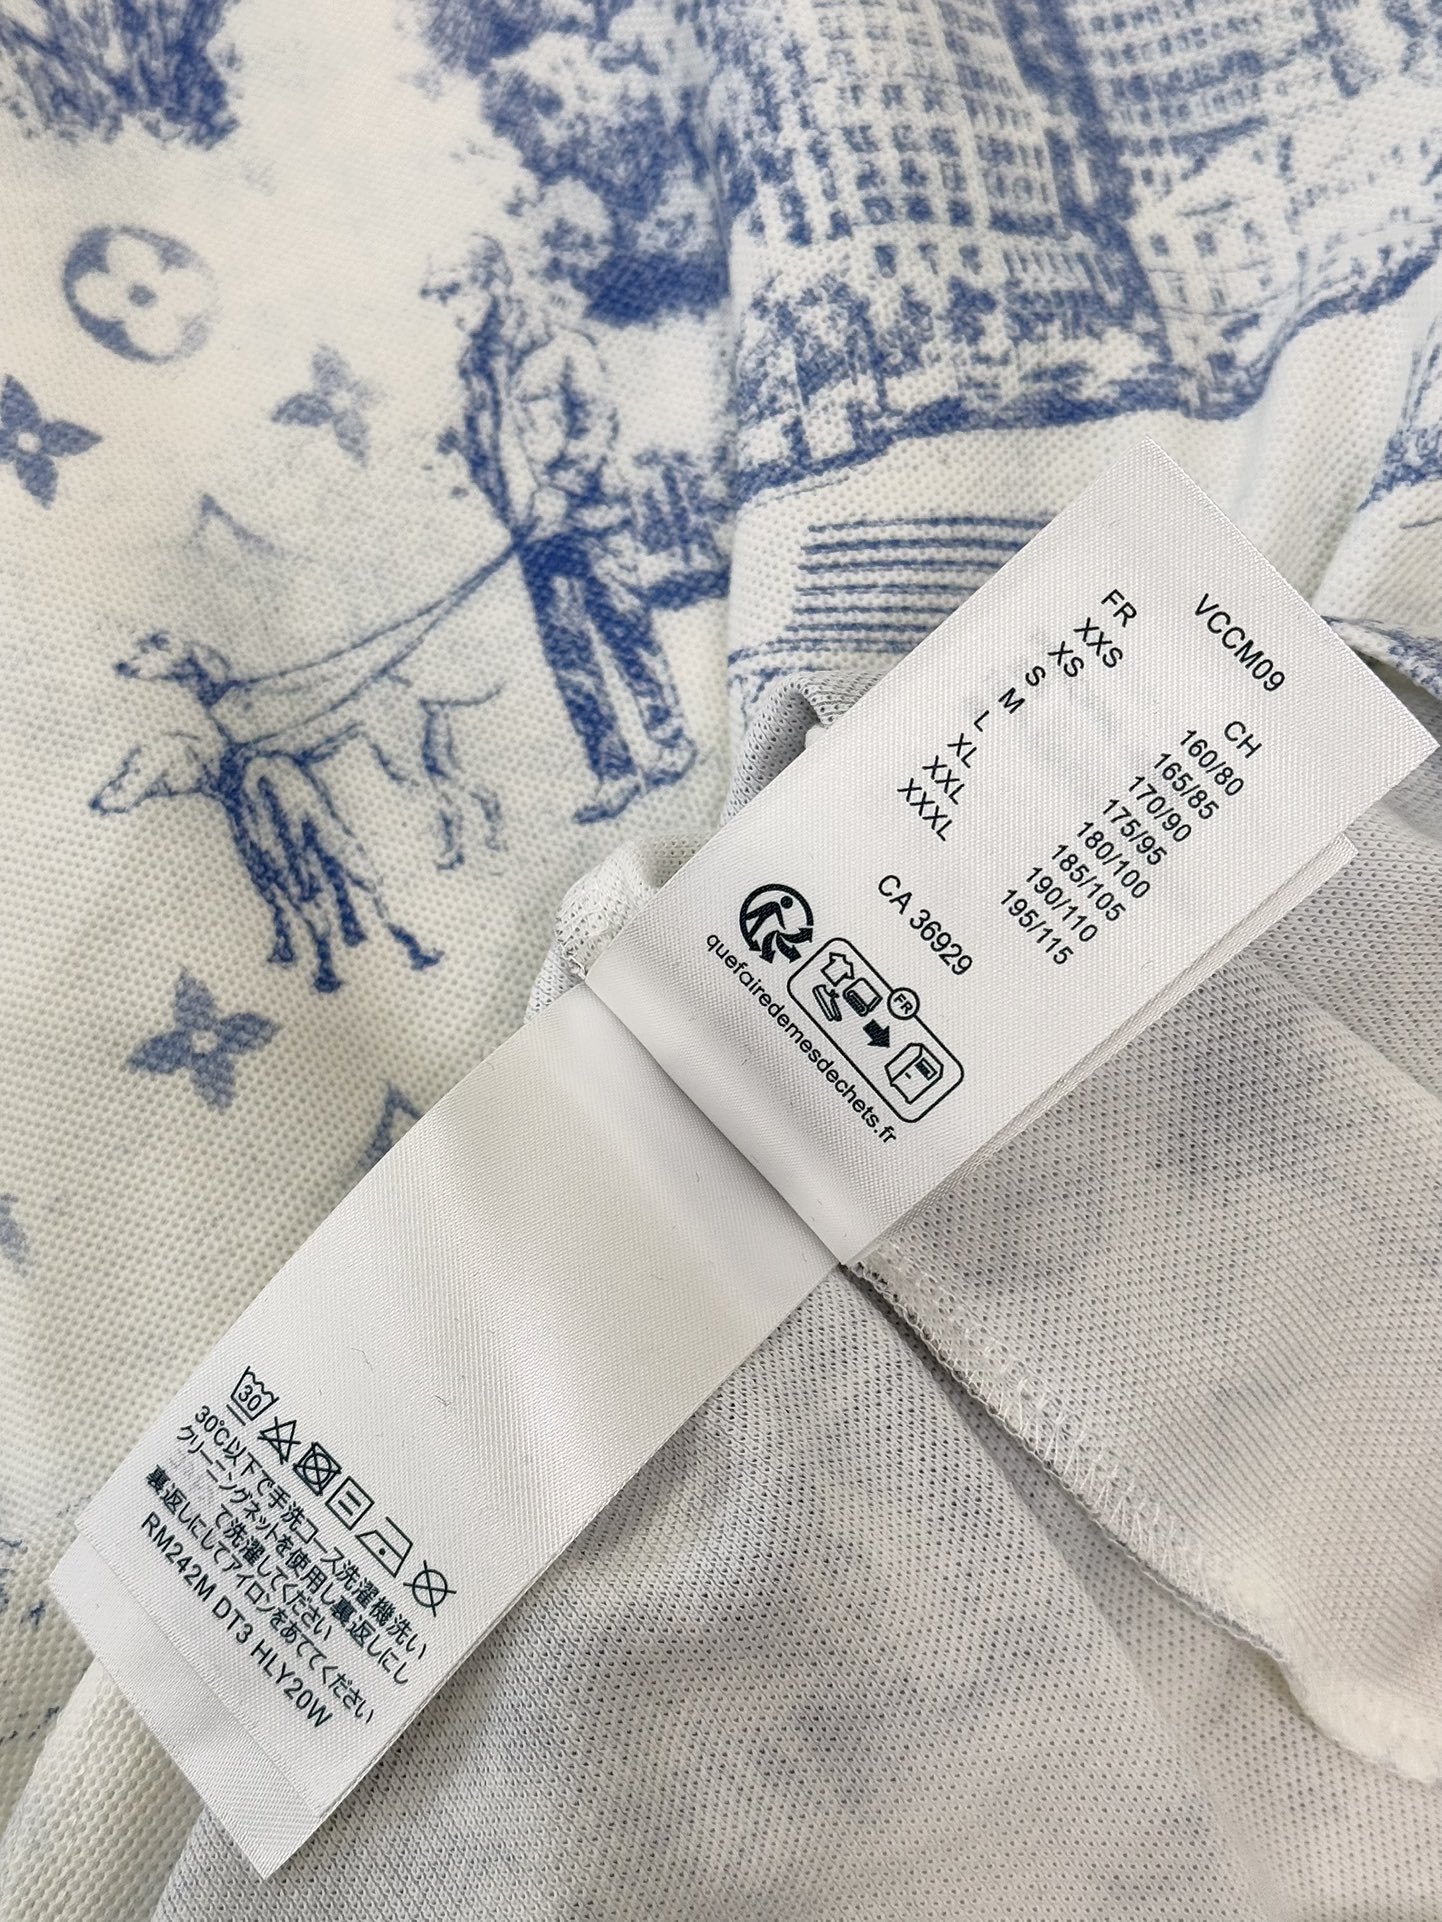 VCCM09
FR CH
XXS 160/80
XS 165/85
S 170/90
M 175/95
L 180/100
XL 185/105
XXL 190/110
XXXL 195/115
CA 36929
FR
quefairedemesdechets.fr
30
30℃以下で手洗コース洗濯機洗い
クリーニングネットを使用し裏返しにし
て洗濯してください
裏返しにしてアイロンをあててください
RM242M DT3 HLY20W